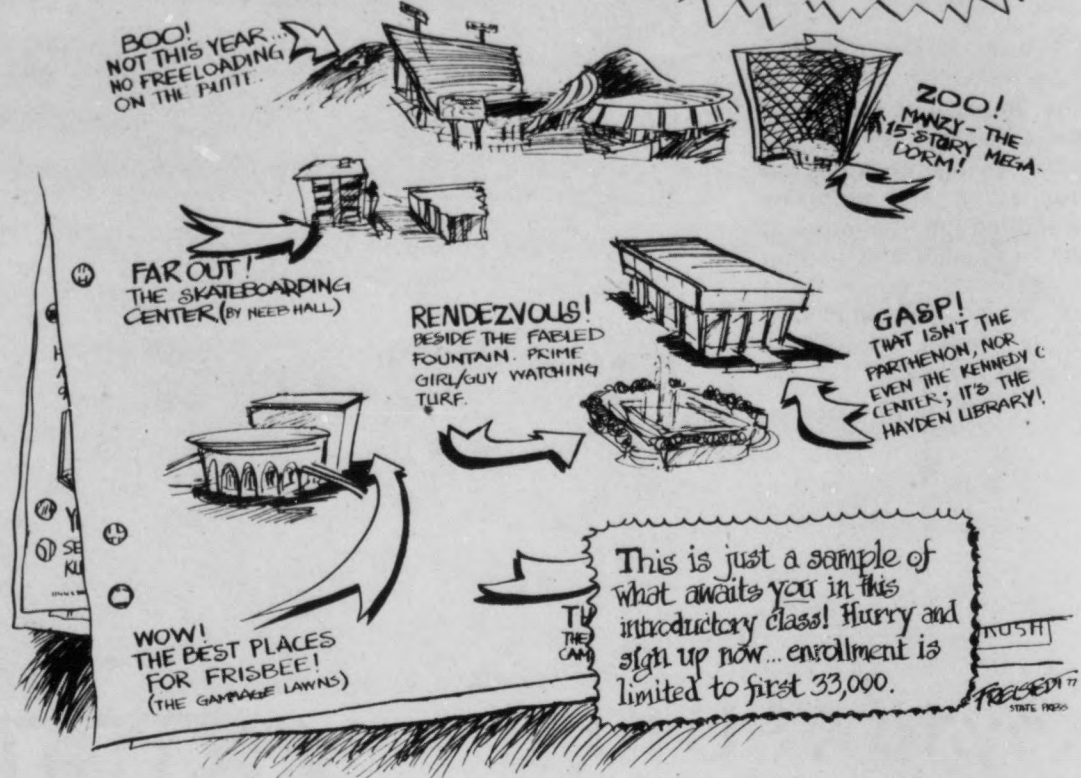 BOO!
NOT THIS YEAR...
NO FREELOADING
ON THE BUTTE.
ZOO!
MANZY - THE
15-STORY MEGA-
DORM!
FAR OUT!
THE SKATEBOARDING
CENTER. (BY NEEB HALL)
RENDEZVOUS!
BESIDE THE FABLED
FOUNTAIN. PRIME
GIRL/GUY WATCHING
TURF.
GASP!
THAT ISN'T THE
PARTHENON, NOR
EVEN THE KENNEDY C
CENTER; IT'S THE
HAYDEN LIBRARY!
WOW!
THE BEST PLACES
FOR FRISBEE!
(THE GAMMAGE LAWNS)
THE
CAM
This is just a sample of
what awaits you in this
introductory class! Hurry and
sign up now... enrollment is
limited to first 33,000.
RUSH
77
STATE PRESS